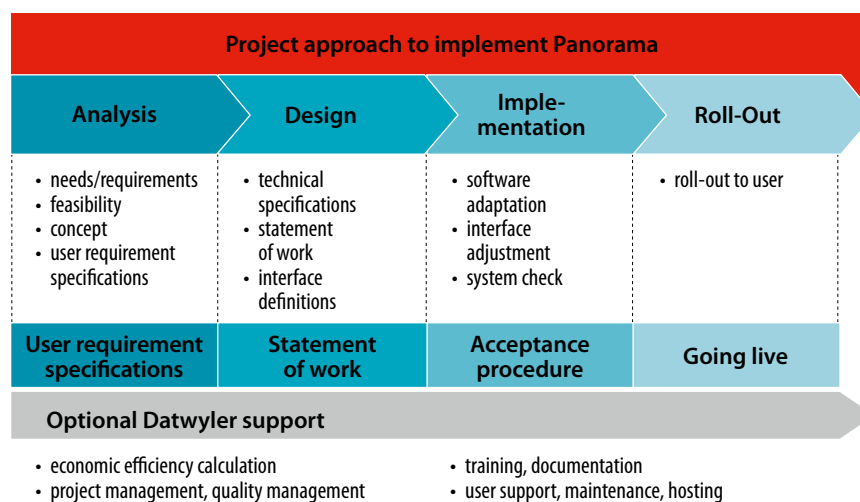 Project approach to implement Panorama
Analysis
Design
Imple-
mentation
Roll-Out
• needs/requirements
• feasibility
• concept
• user requirement
specifications
• technical
specifications
• statement
of work
• interface
definitions
• software
adaptation
• interface
adjustment
• system check
• roll-out to user
User requirement
specifications
Statement
of work
Acceptance
procedure
Going live
Optional Datwyler support
• economic efficiency calculation
• project management, quality management
• training, documentation
• user support, maintenance, hosting